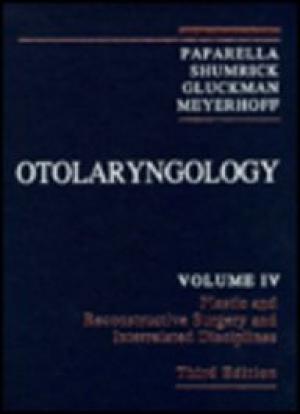 PAPARELLA
SHUMRICK
GLUCKMAN
MEYERHOFF
OTOLARYNGOLOGY
VOLUME IV
Plastic and
Reconstructive Surgery and
Interrelated Disciplines
Third Edition